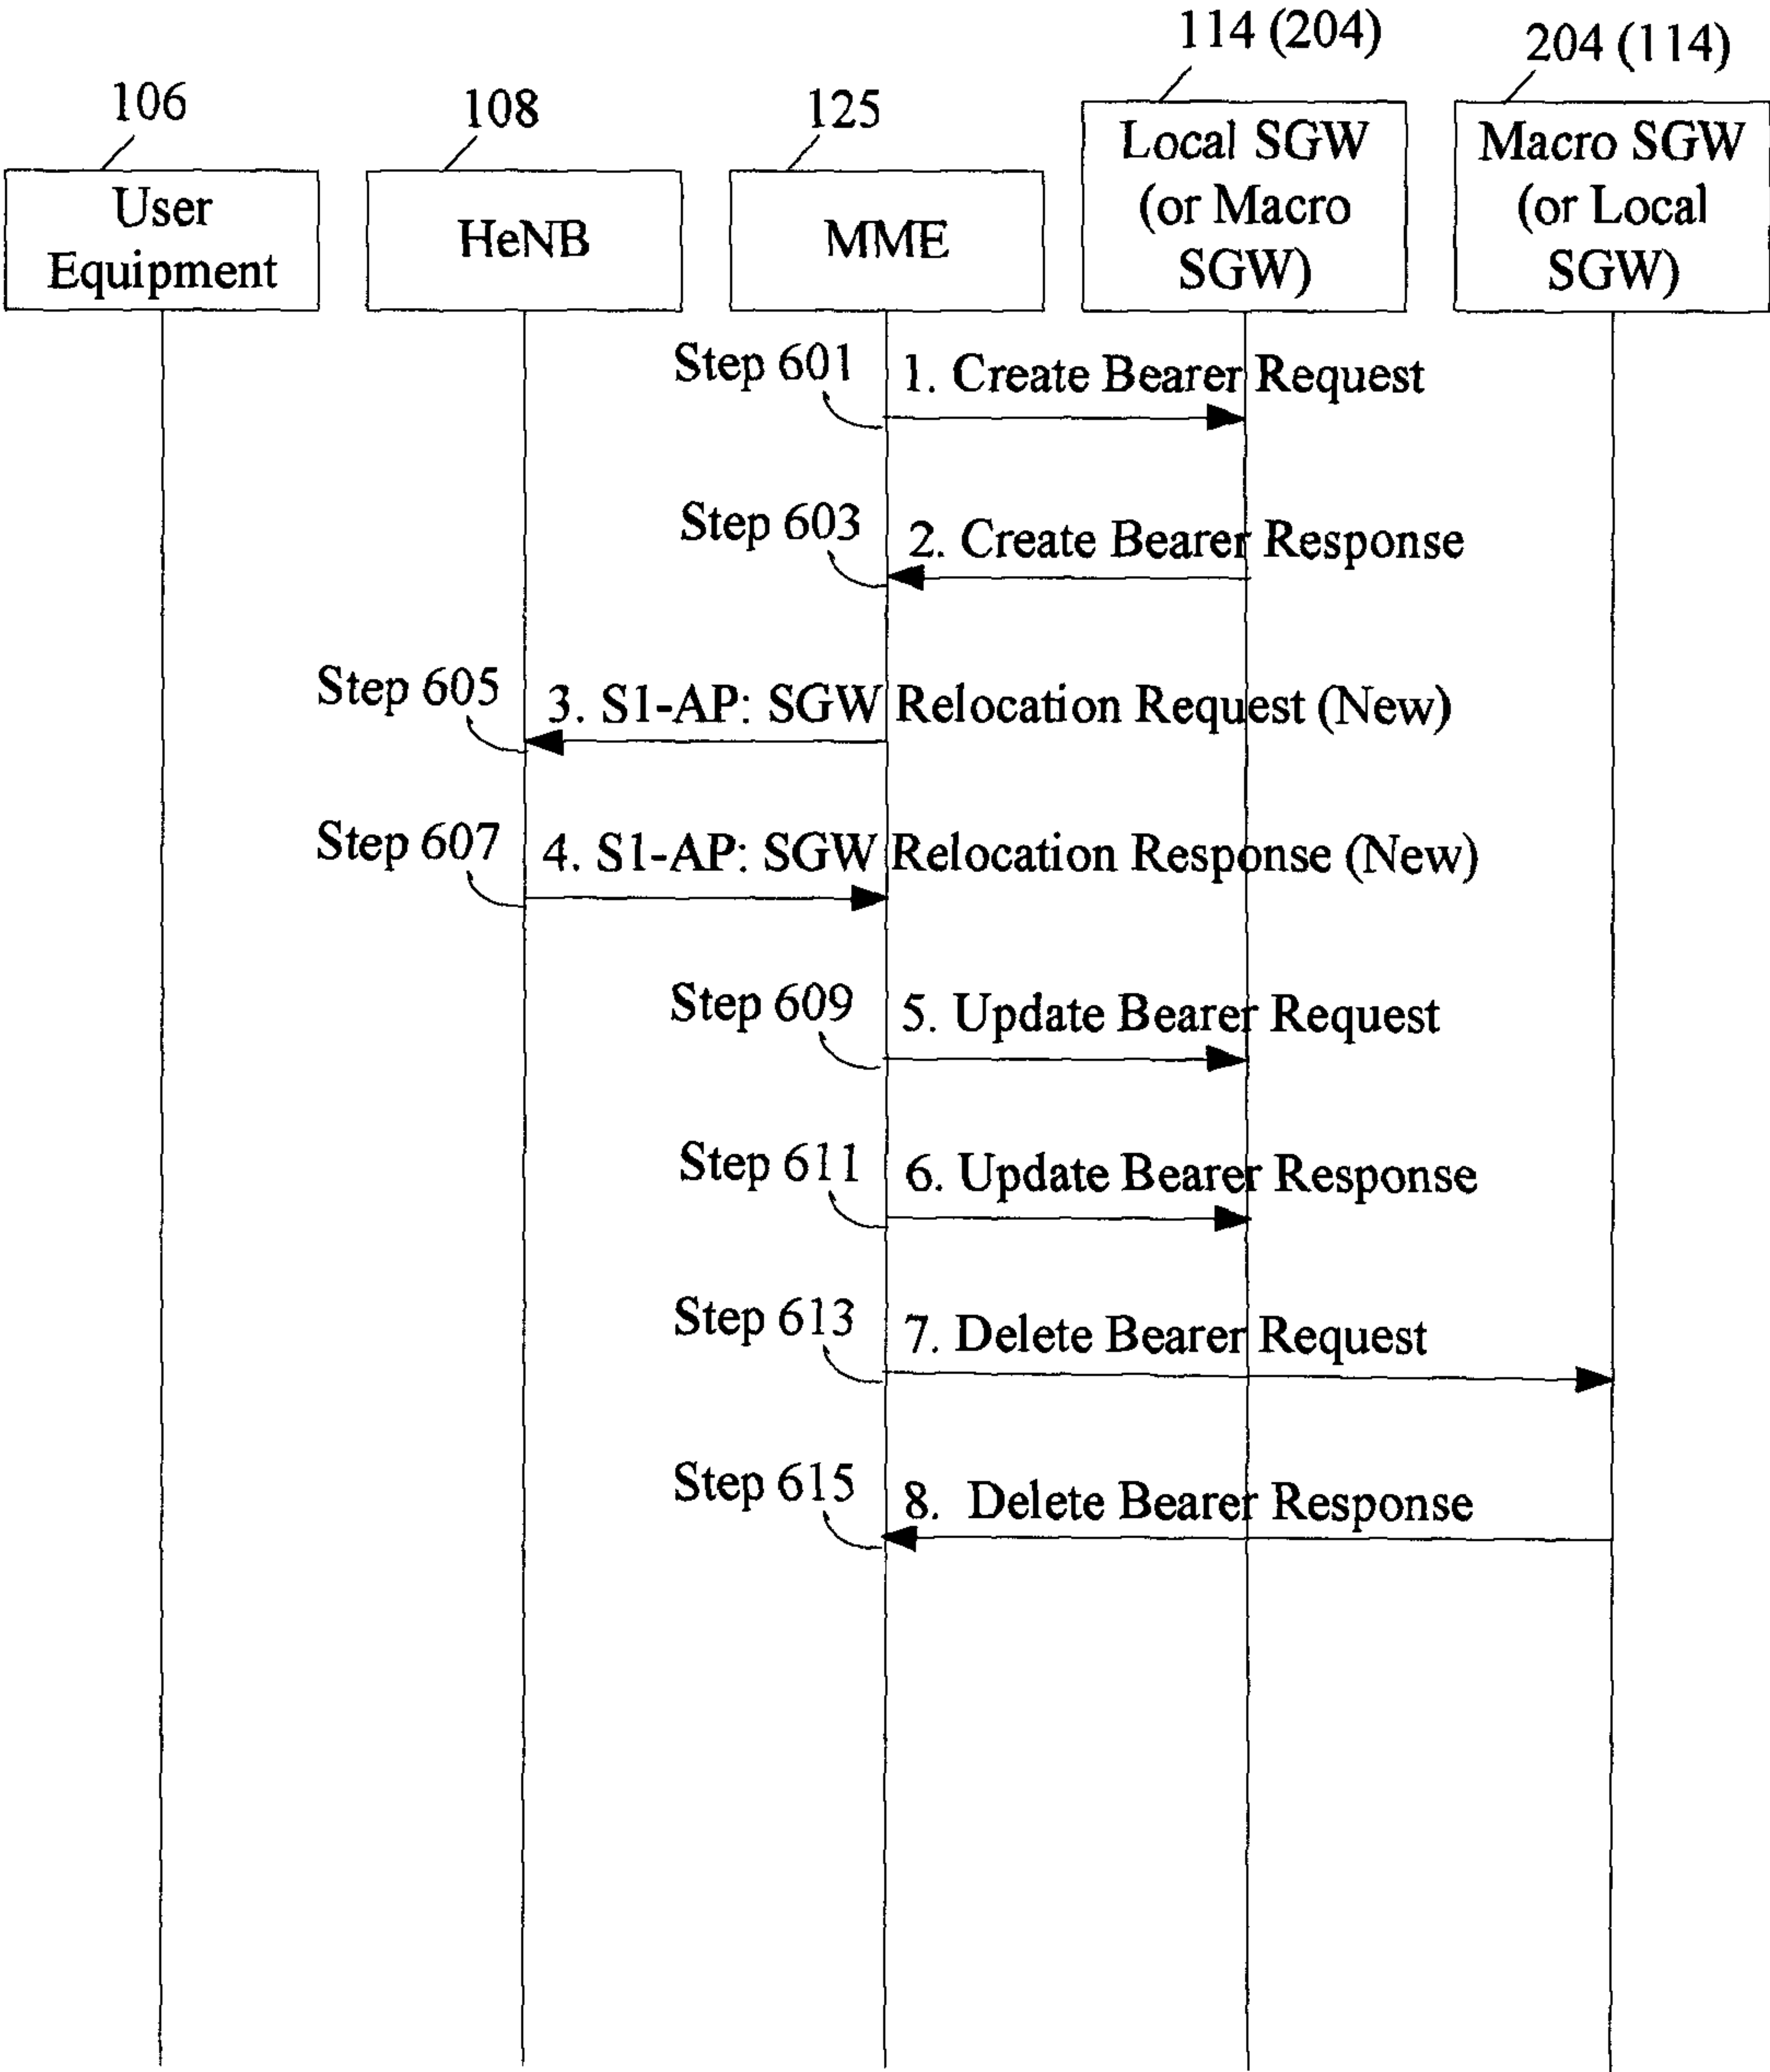 114 (204)
204 (114)
106
108
125
User
Equipment
HeNB
MME
Local SGW
(or Macro
SGW)
Macro SGW
(or Local
SGW)
Step 601
1. Create Bearer Request
Step 603
2. Create Bearer Response
Step 605
3. S1-AP: SGW Relocation Request (New)
Step 607
4. S1-AP: SGW Relocation Response (New)
Step 609
5. Update Bearer Request
Step 611
6. Update Bearer Response
Step 613
7. Delete Bearer Request
Step 615
8. Delete Bearer Response